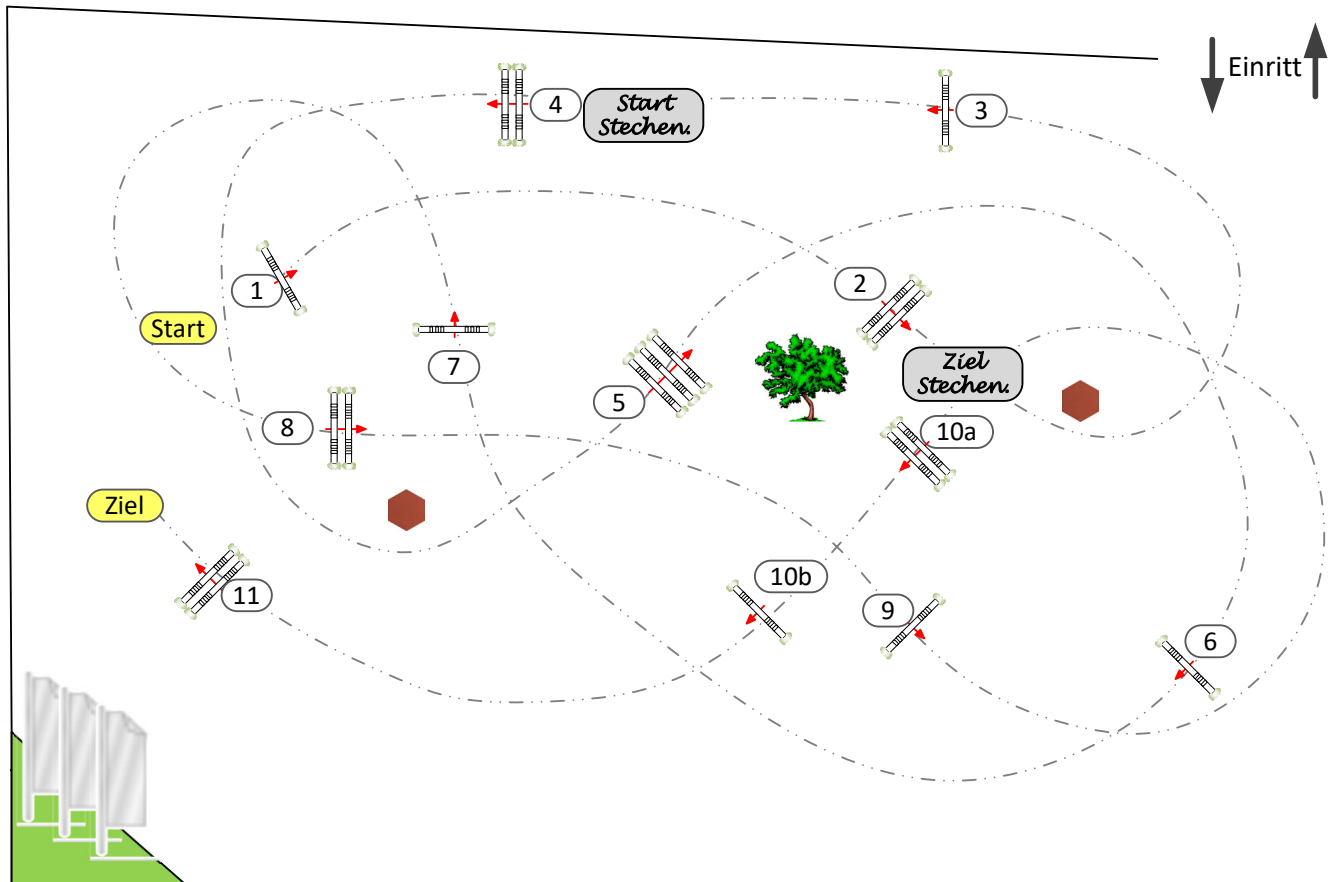 Einritt
4
Start
Stechen.
3
1
2
Start
7
5
Ziel
Stechen.
8
10a
Ziel
10b
11
9
6